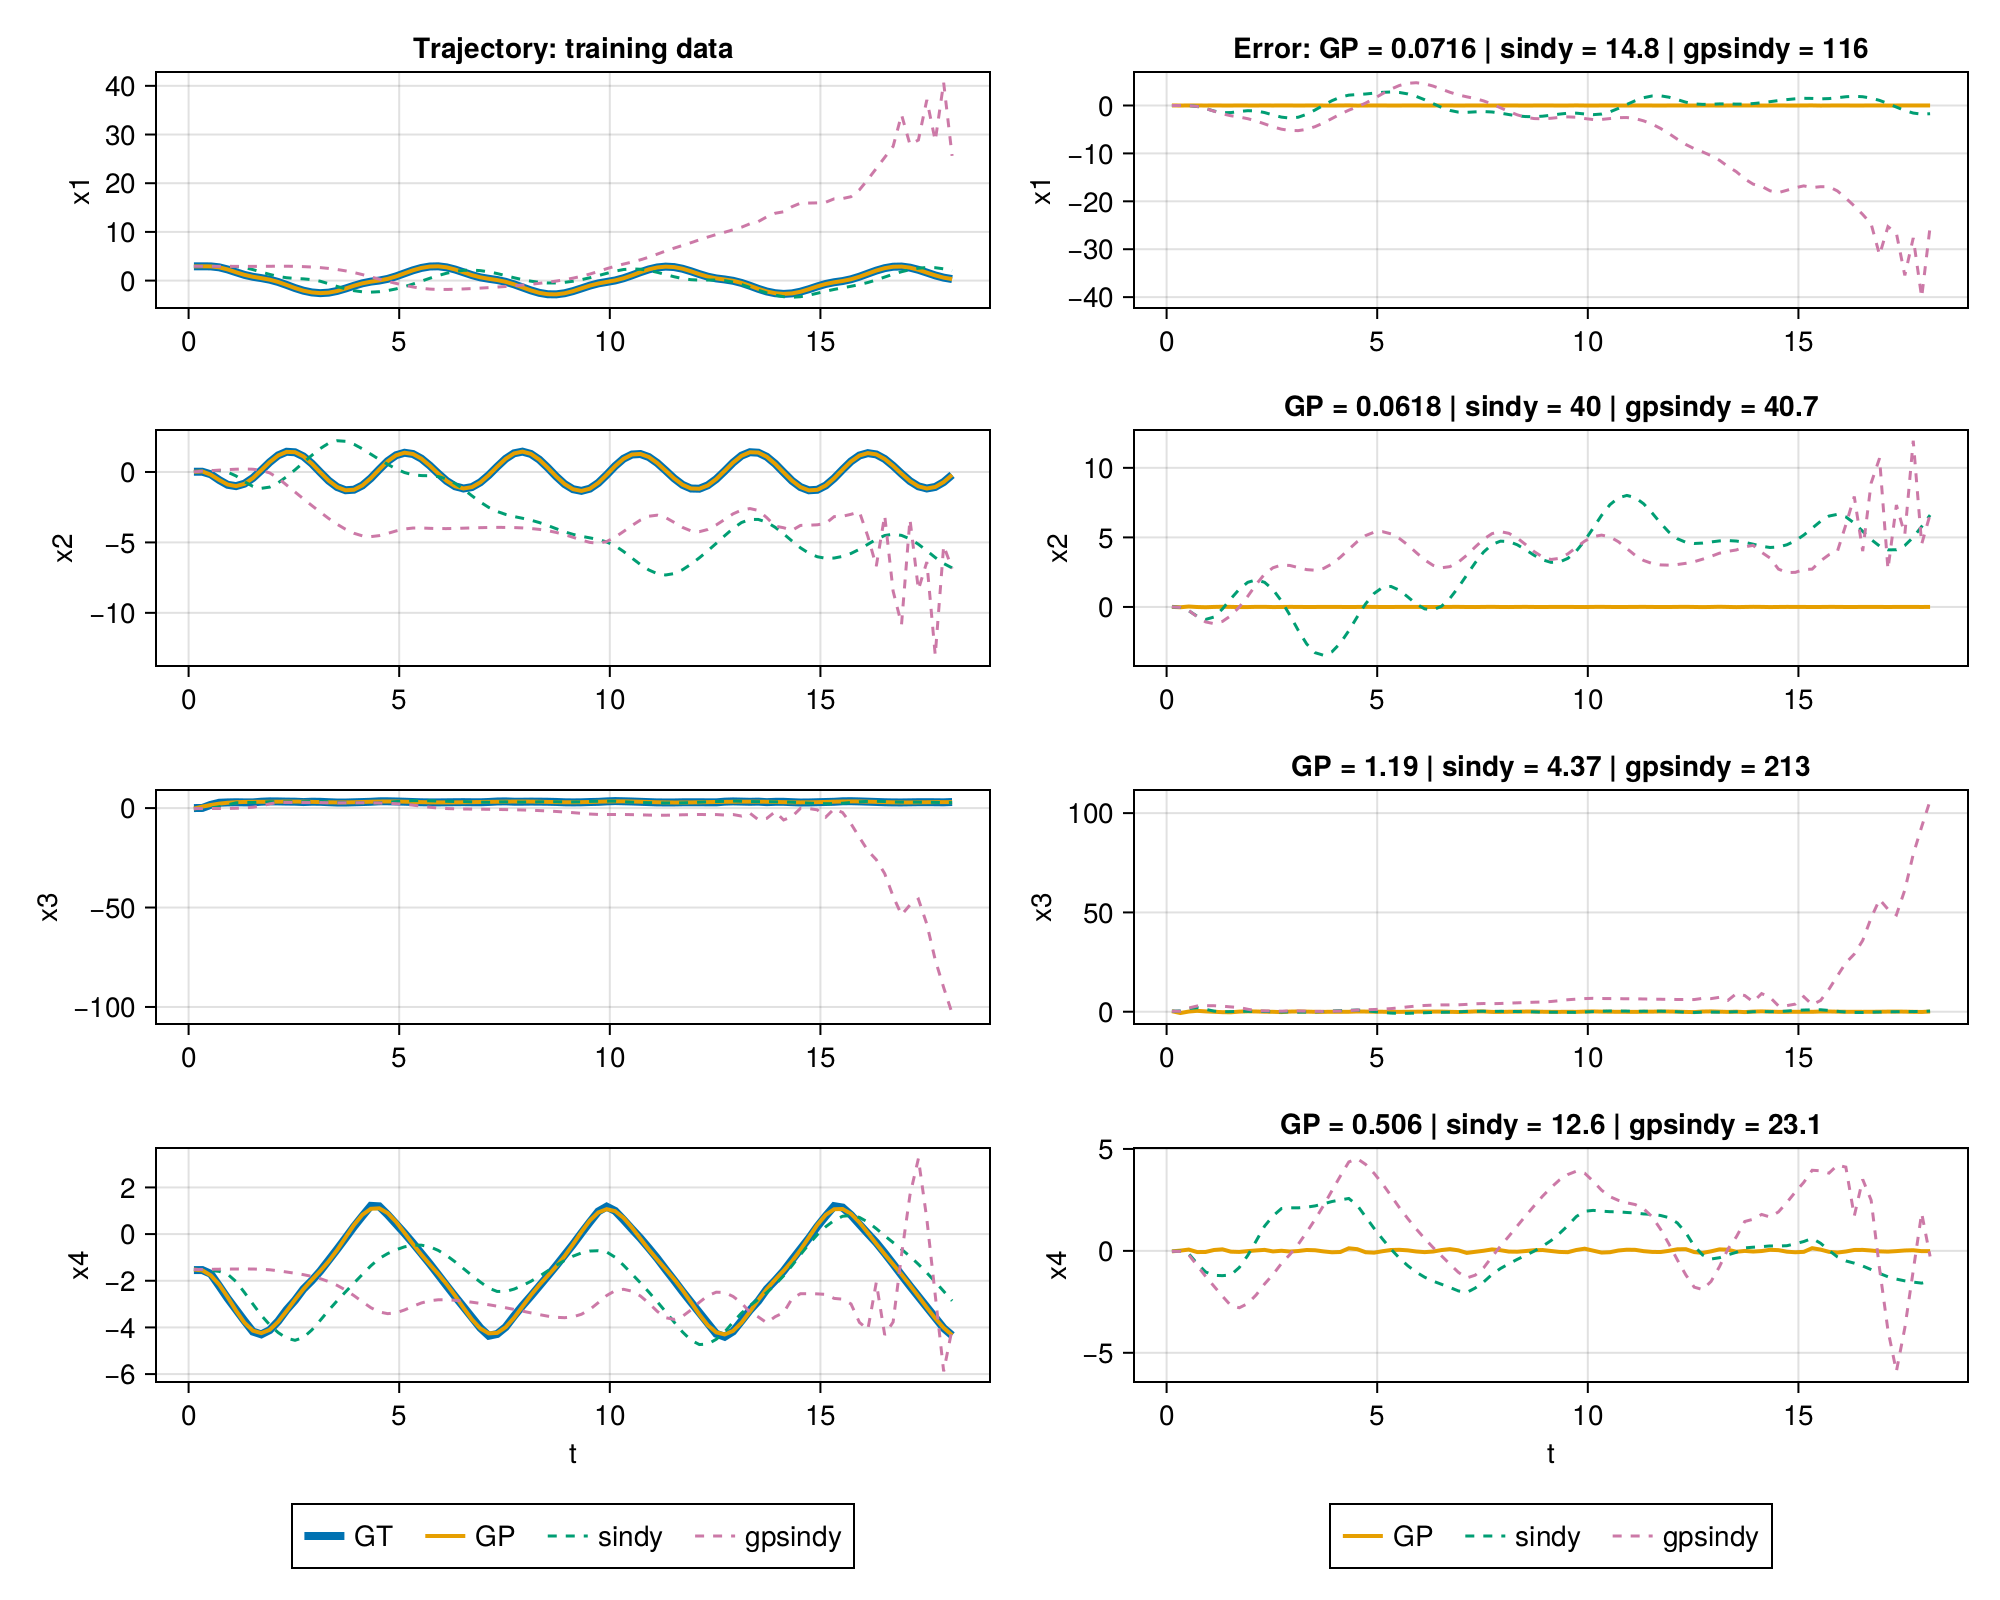 Trajectory: training data
40
30
20
10
0
x1
0 5 10 15
Error: GP = 0.0716 | sindy = 14.8 | gpsindy = 116
0
−10
−20
−30
−40
x1
0 5 10 15
0
−5
−10
x2
0 5 10 15
GP = 0.0618 | sindy = 40 | gpsindy = 40.7
10
5
0
x2
0 5 10 15
0
−50
−100
x3
0 5 10 15
GP = 1.19 | sindy = 4.37 | gpsindy = 213
100
50
0
x3
0 5 10 15
2
0
−2
−4
−6
x4
0 5 10 15
t
GP = 0.506 | sindy = 12.6 | gpsindy = 23.1
5
0
−5
x4
0 5 10 15
t
GT GP sindy gpsindy
GP sindy gpsindy